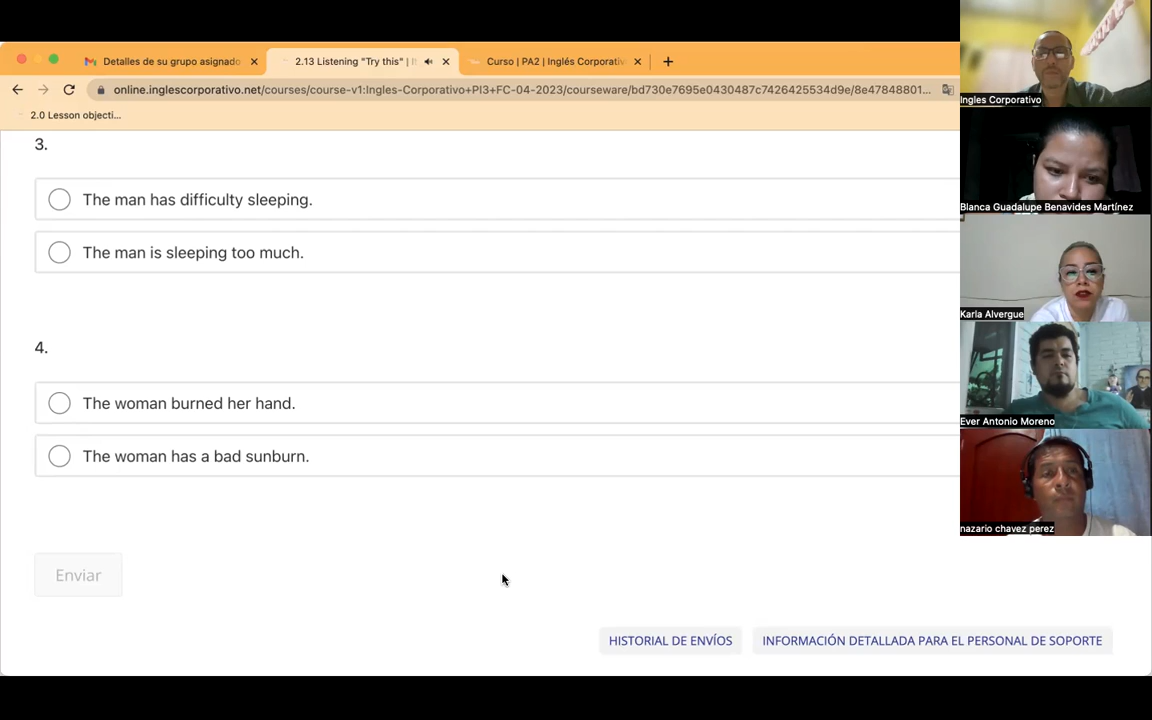 Detalles de su grupo asignado
2.13 Listening "Try this" |
Curso | PA2 | Inglés Corporativ
online.inglescorporativo.net/courses/course-v1:Ingles-Corporativo+PI3+FC-04-2023/courseware/bd730e7695e0430487c7426425534d9e/8e47848801...
2.0 Lesson objecti...
3.
The man has difficulty sleeping.
The man is sleeping too much.
4.
The woman burned her hand.
The woman has a bad sunburn.
Enviar
HISTORIAL DE ENVÍOS
INFORMACIÓN DETALLADA PARA EL PERSONAL DE SOPORTE
Ingles Corporativo
Blanca Guadalupe Benavides Martínez
Karla Alvergue
Ever Antonio Moreno
nazario chavez perez